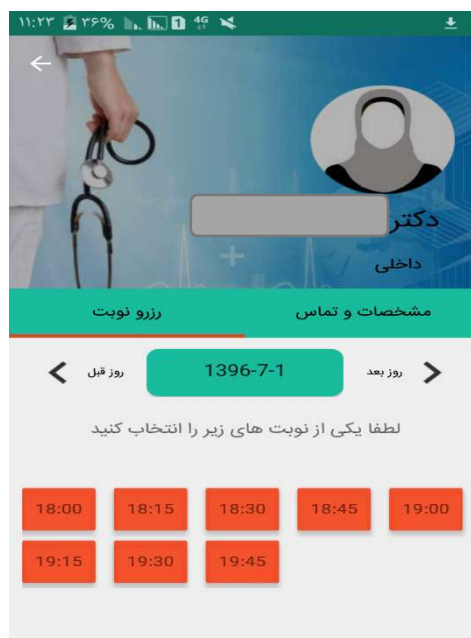 ۱۱:۲۳ ۳۶% 1 4G
دکتر
داخلی
مشخصات و تماس رزرو نوبت
روز بعد 1396-7-1 روز قبل
لطفا یکی از نوبت های زیر را انتخاب کنید
18:00 18:15 18:30 18:45 19:00
19:15 19:30 19:45